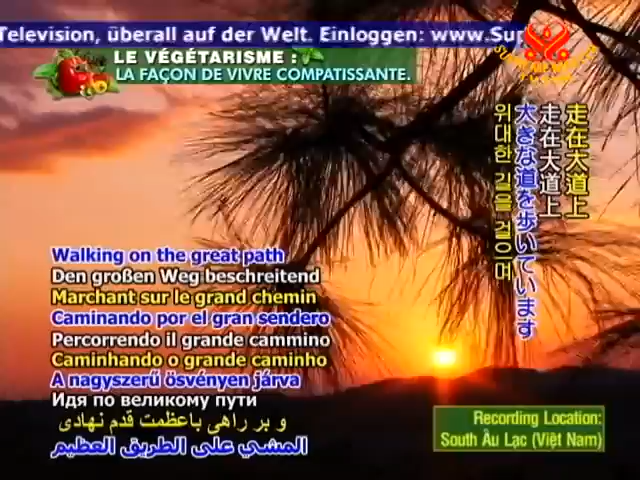 Television, überall auf der Welt. Einloggen: www.Sup
LE VÉGÉTARISME :
LA FAÇON DE VIVRE COMPATISSANTE.
走在大道上
走在大道上
大きな道を歩いています
위대한 길을 걸으며
Walking on the great path
Den großen Weg beschreitend
Marchant sur le grand chemin
Caminando por el gran sendero
Percorrendo il grande cammino
Caminhando o grande caminho
A nagyszerű ösvényen járva
Идя по великому пути
و بر راهی باعظمت قدم نهادی
المشي على الطريق العظيم
Recording Location:
South Âu Lạc (Việt Nam)